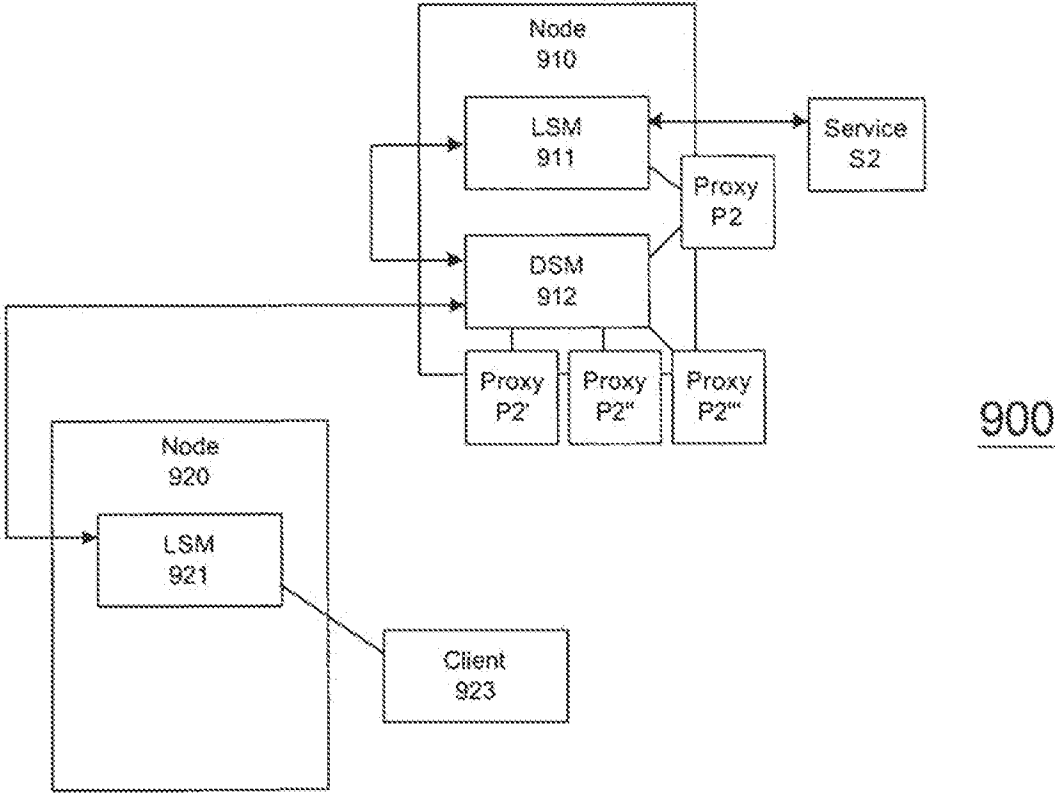 Node
910
LSM
911
Service
S2
Proxy
P2
DSM
912
Proxy
P2'
Proxy
P2"
Proxy
P2'"
900
Node
920
LSM
921
Client
923